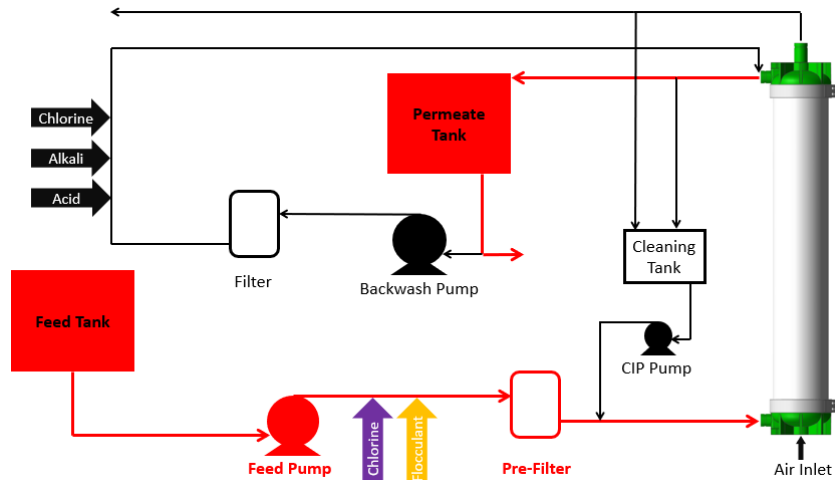 Permeate
Tank
Chlorine
Alkali
Acid
Filter
Backwash Pump
Cleaning
Tank
Feed Tank
CIP Pump
Feed Pump
Chlorine
Flocculant
Pre-Filter
Air Inlet